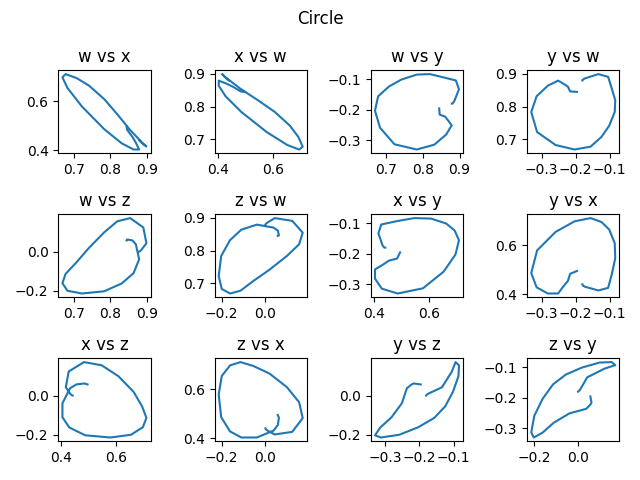 Circle
w vs x
x vs w
w vs y
y vs w
0.6
0.4
0.7 0.8 0.9
0.9
0.8
0.7
0.4 0.6
−0.1
−0.2
−0.3
0.7 0.8 0.9
0.9
0.8
0.7
−0.3 −0.2 −0.1
w vs z
z vs w
x vs y
y vs x
0.0
−0.2
0.7 0.8 0.9
0.9
0.8
0.7
−0.2 0.0
−0.1
−0.2
−0.3
0.4 0.6
0.6
0.4
−0.3 −0.2 −0.1
x vs z
z vs x
y vs z
z vs y
0.0
−0.2
0.4 0.6
0.6
0.4
−0.2 0.0
0.0
−0.2
−0.3 −0.2 −0.1
−0.1
−0.2
−0.3
−0.2 0.0